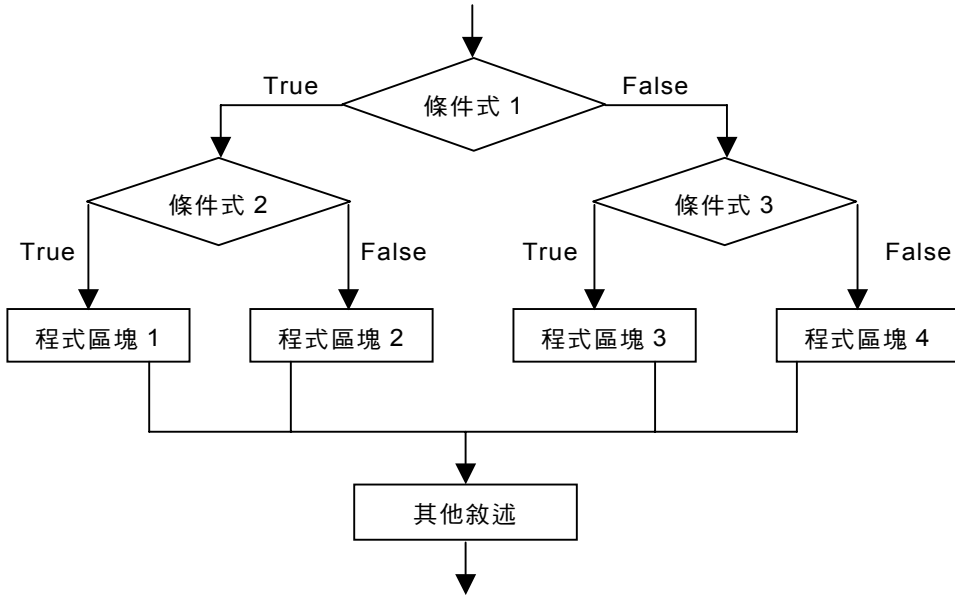 True
False
條件式 1
條件式 2
條件式 3
True
False
True
False
程式區塊 1
程式區塊 2
程式區塊 3
程式區塊 4
其他敘述